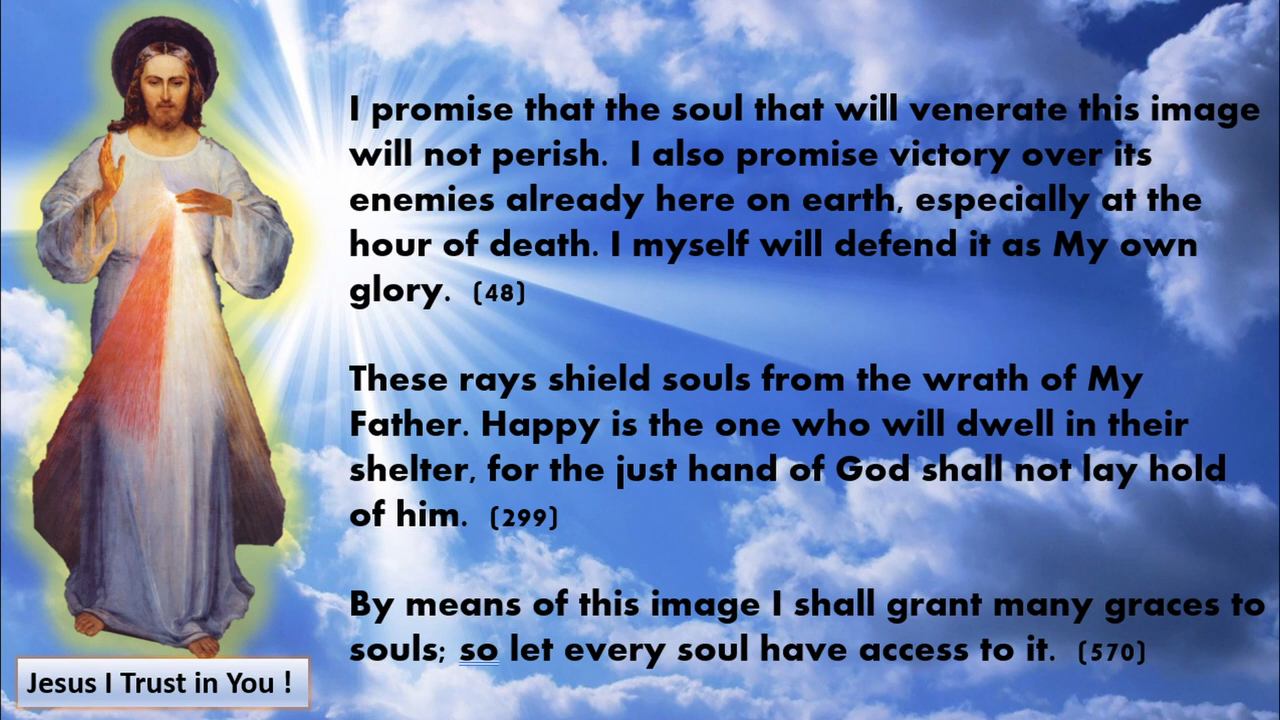 I promise that the soul that will venerate this image
will not perish.  I also promise victory over its
enemies already here on earth, especially at the
hour of death. I myself will defend it as My own
glory.  (48)
These rays shield souls from the wrath of My
Father. Happy is the one who will dwell in their
shelter, for the just hand of God shall not lay hold
of him.  (299)
By means of this image I shall grant many graces to
souls; so let every soul have access to it.  (570)
Jesus I Trust in You !